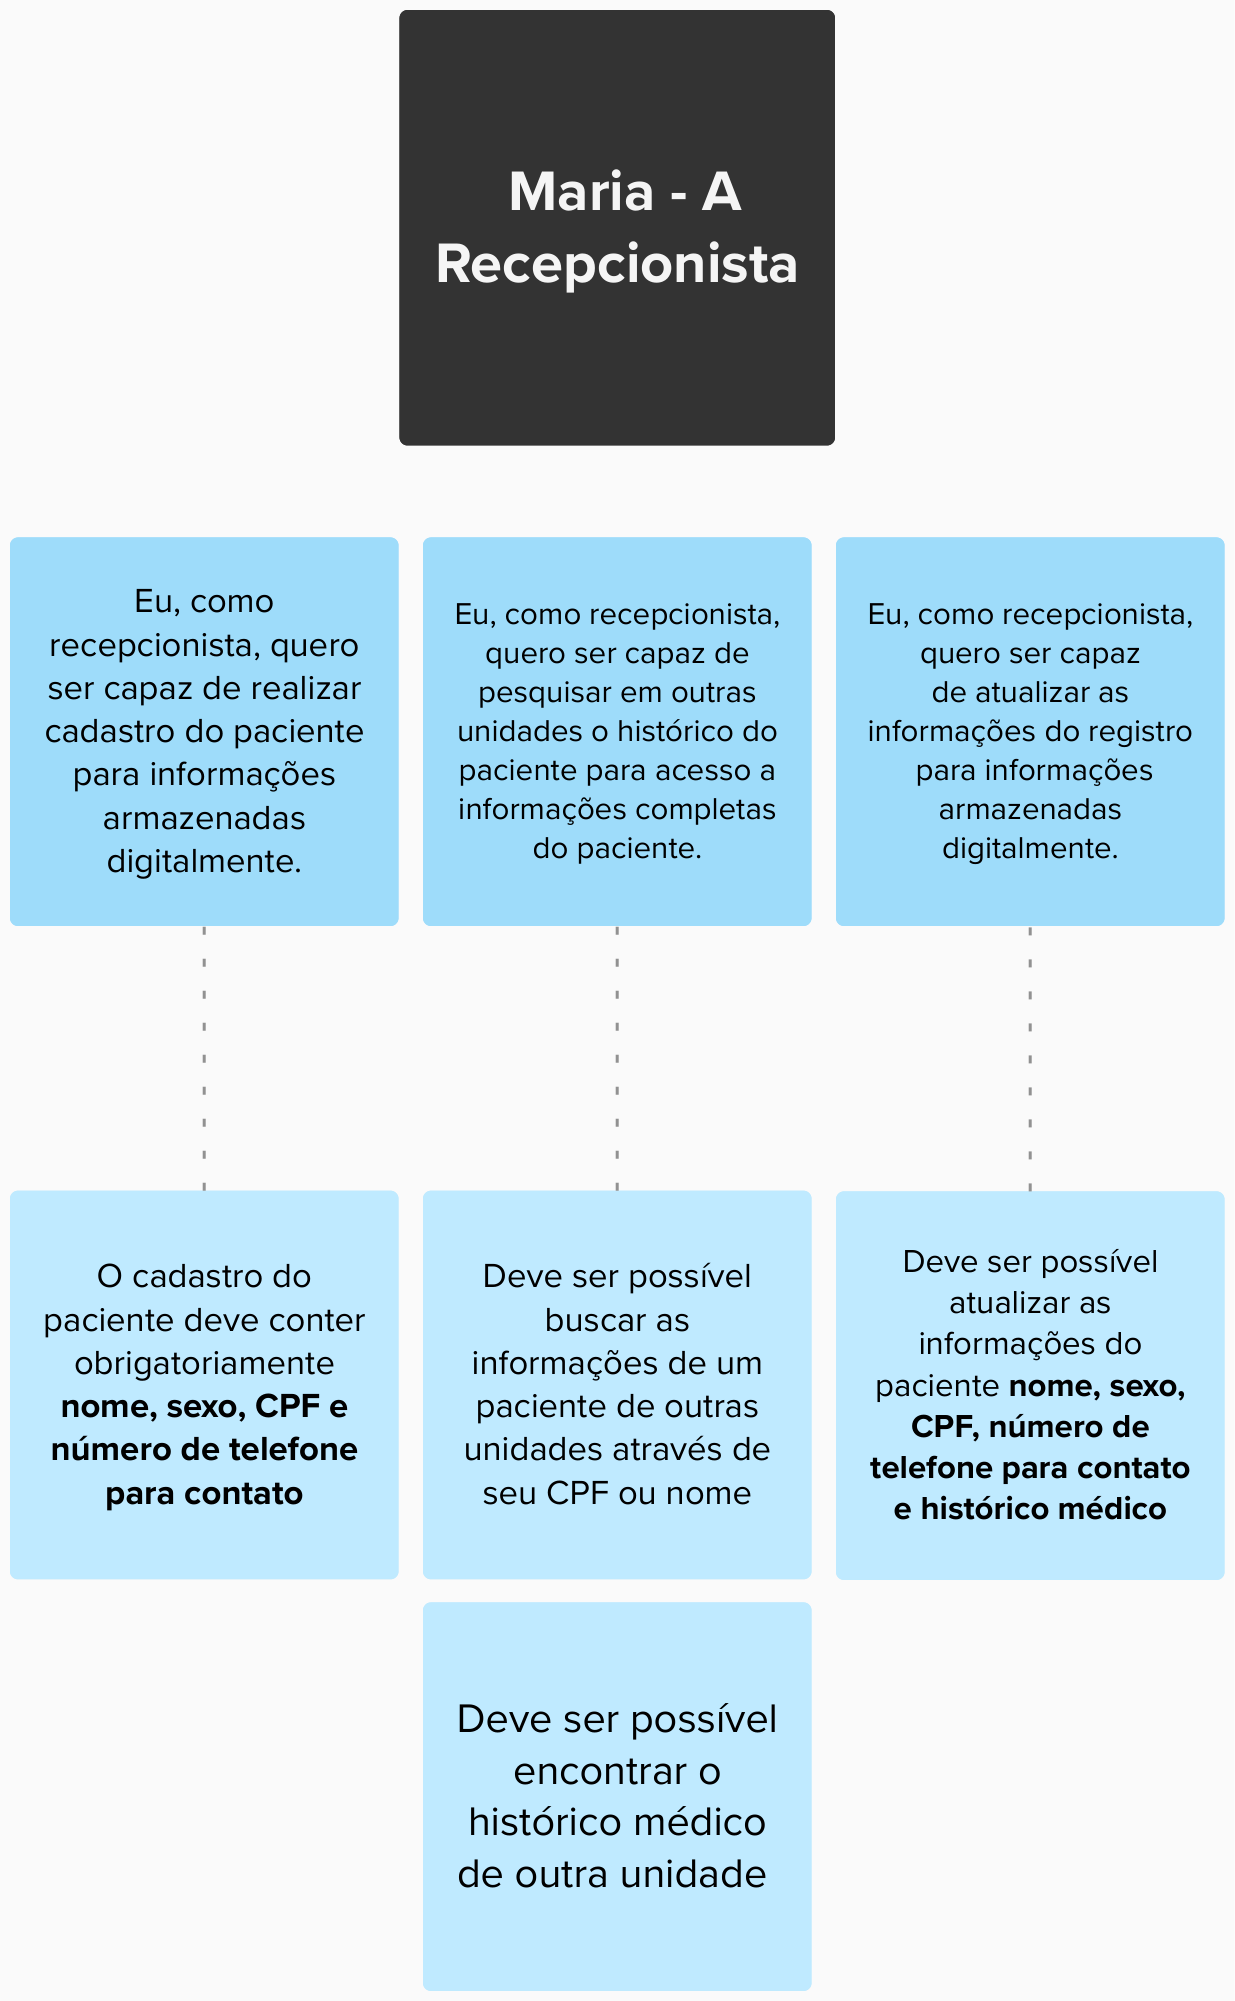 Maria - A
Recepcionista
Eu, como
recepcionista, quero
ser capaz de realizar
cadastro do paciente
para informações
armazenadas
digitalmente.
Eu, como recepcionista,
quero ser capaz de
pesquisar em outras
unidades o histórico do
paciente para acesso a
informações completas
do paciente.
Eu, como recepcionista,
quero ser capaz
de atualizar as
informações do registro
para informações
armazenadas
digitalmente.
O cadastro do
paciente deve conter
obrigatoriamente
nome, sexo, CPF e
número de telefone
para contato
Deve ser possível
buscar as
informações de um
paciente de outras
unidades através de
seu CPF ou nome
Deve ser possível
atualizar as
informações do
paciente nome, sexo,
CPF, número de
telefone para contato
e histórico médico
Deve ser possível
encontrar o
histórico médico
de outra unidade